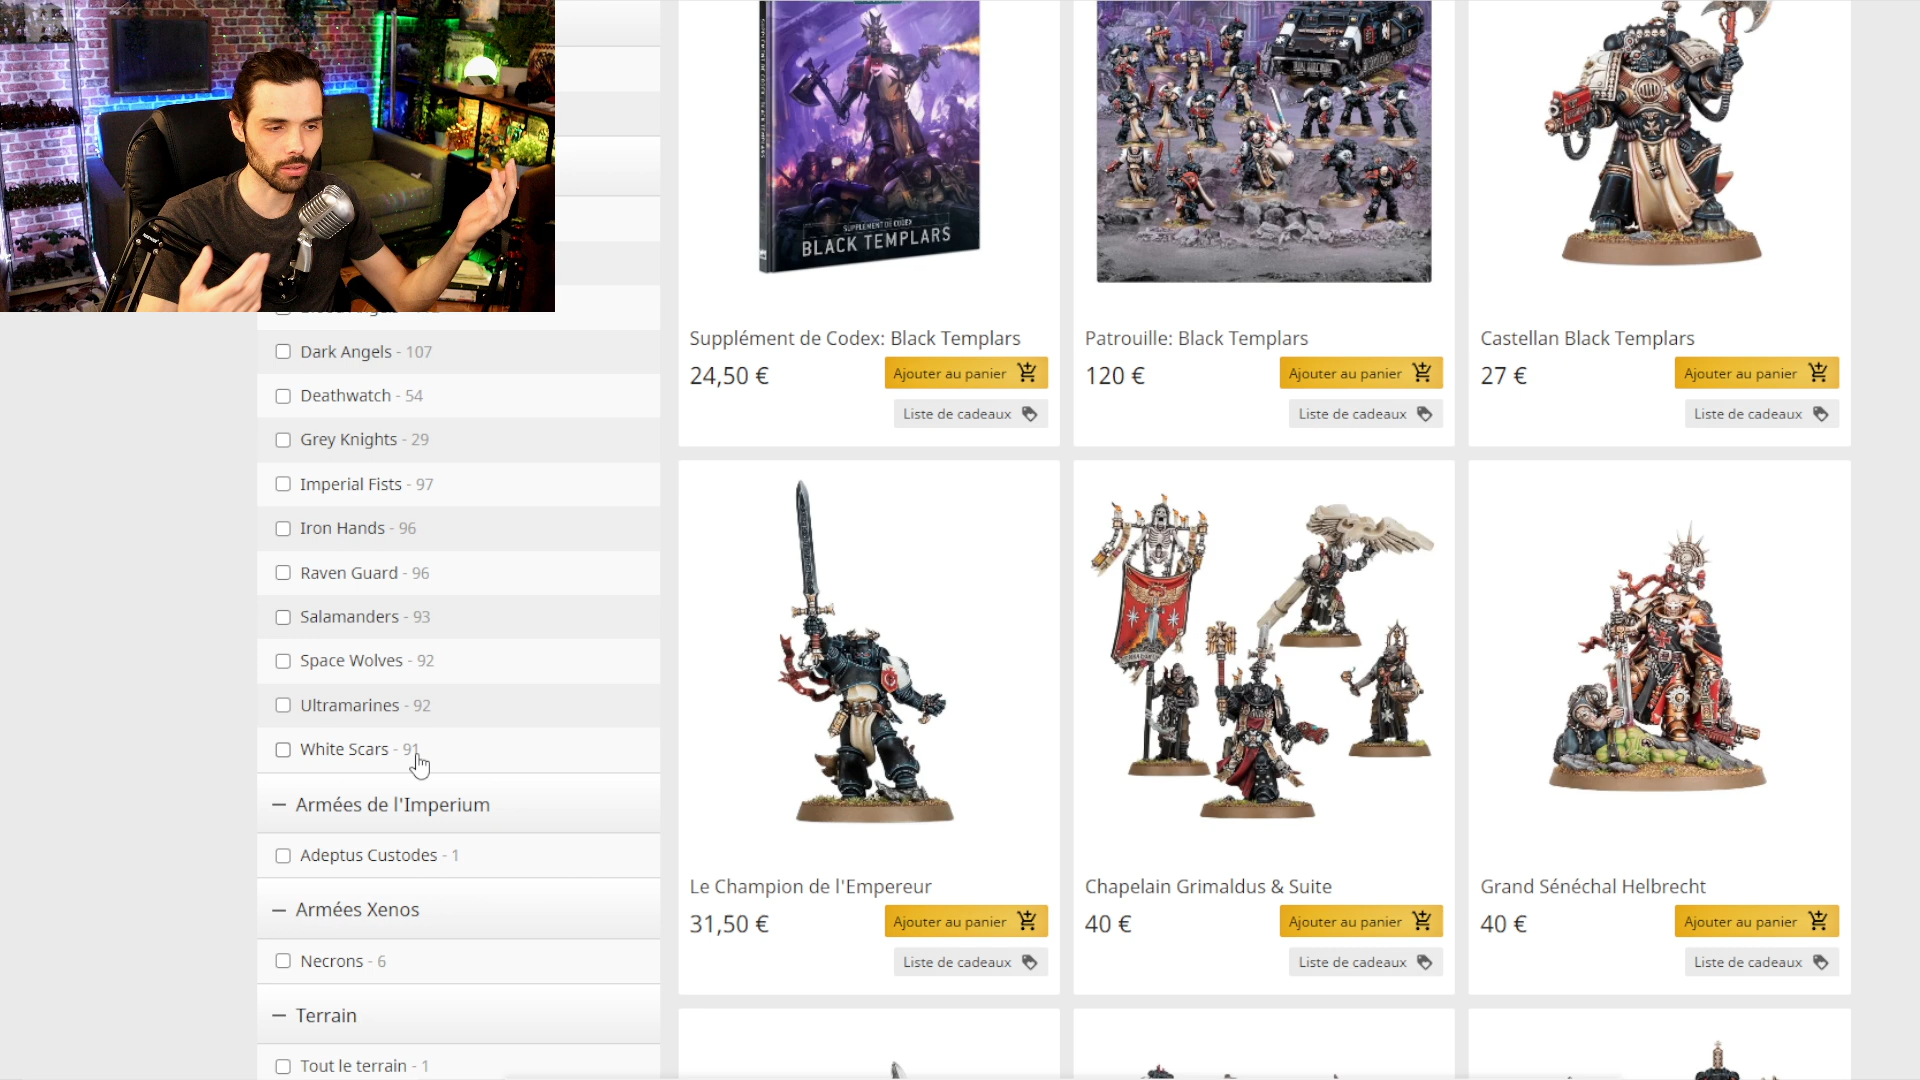 SUPPLÉMENT DE CODEX
BLACK TEMPLARS
Supplément de Codex: Black Templars
24,50 €
Ajouter au panier
Liste de cadeaux
Patrouille: Black Templars
120 €
Ajouter au panier
Liste de cadeaux
Castellan Black Templars
27 €
Ajouter au panier
Liste de cadeaux
Dark Angels - 107
Deathwatch - 54
Grey Knights - 29
Imperial Fists - 97
Iron Hands - 96
Raven Guard - 96
Salamanders - 93
Space Wolves - 92
Ultramarines - 92
White Scars - 91
Armées de l'Imperium
Adeptus Custodes - 1
Armées Xenos
Necrons - 6
Terrain
Tout le terrain - 1
Le Champion de l'Empereur
31,50 €
Ajouter au panier
Liste de cadeaux
Chapelain Grimaldus & Suite
40 €
Ajouter au panier
Liste de cadeaux
Grand Sénéchal Helbrecht
40 €
Ajouter au panier
Liste de cadeaux